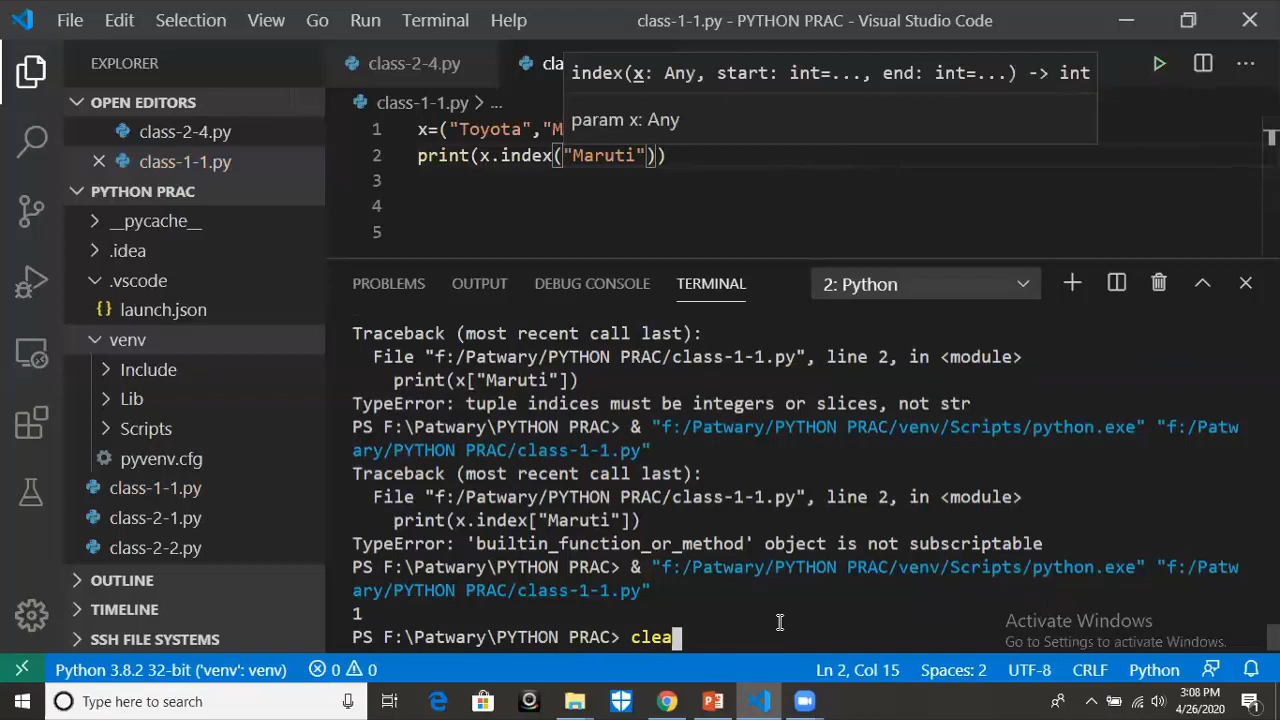 File Edit Selection View Go Run Terminal Help class-1-1.py - PYTHON PRAC - Visual Studio Code
EXPLORER
OPEN EDITORS
class-2-4.py
class-1-1.py
PYTHON PRAC
__pycache__
.idea
.vscode
launch.json
venv
Include
Lib
Scripts
pyvenv.cfg
class-1-1.py
class-2-1.py
class-2-2.py
OUTLINE
TIMELINE
SSH FILE SYSTEMS
class-2-4.py cla
index(x: Any, start: int=..., end: int=...) -> int
param x: Any
class-1-1.py > ...
1 x=("Toyota","M
2 print(x.index("Maruti"))
3
4
5
PROBLEMS OUTPUT DEBUG CONSOLE TERMINAL 2: Python
Traceback (most recent call last):
File "f:/Patwary/PYTHON PRAC/class-1-1.py", line 2, in <module>
print(x["Maruti"])
TypeError: tuple indices must be integers or slices, not str
PS F:\Patwary\PYTHON PRAC> & "f:/Patwary/PYTHON PRAC/venv/Scripts/python.exe" "f:/Patw
ary/PYTHON PRAC/class-1-1.py"
Traceback (most recent call last):
File "f:/Patwary/PYTHON PRAC/class-1-1.py", line 2, in <module>
print(x.index["Maruti"])
TypeError: 'builtin_function_or_method' object is not subscriptable
PS F:\Patwary\PYTHON PRAC> & "f:/Patwary/PYTHON PRAC/venv/Scripts/python.exe" "f:/Patw
ary/PYTHON PRAC/class-1-1.py"
1
PS F:\Patwary\PYTHON PRAC> clea
Activate Windows
Go to Settings to activate Windows.
Python 3.8.2 32-bit ('venv': venv) 0 0 Ln 2, Col 15 Spaces: 2 UTF-8 CRLF Python
Type here to search
3:08 PM
4/26/2020